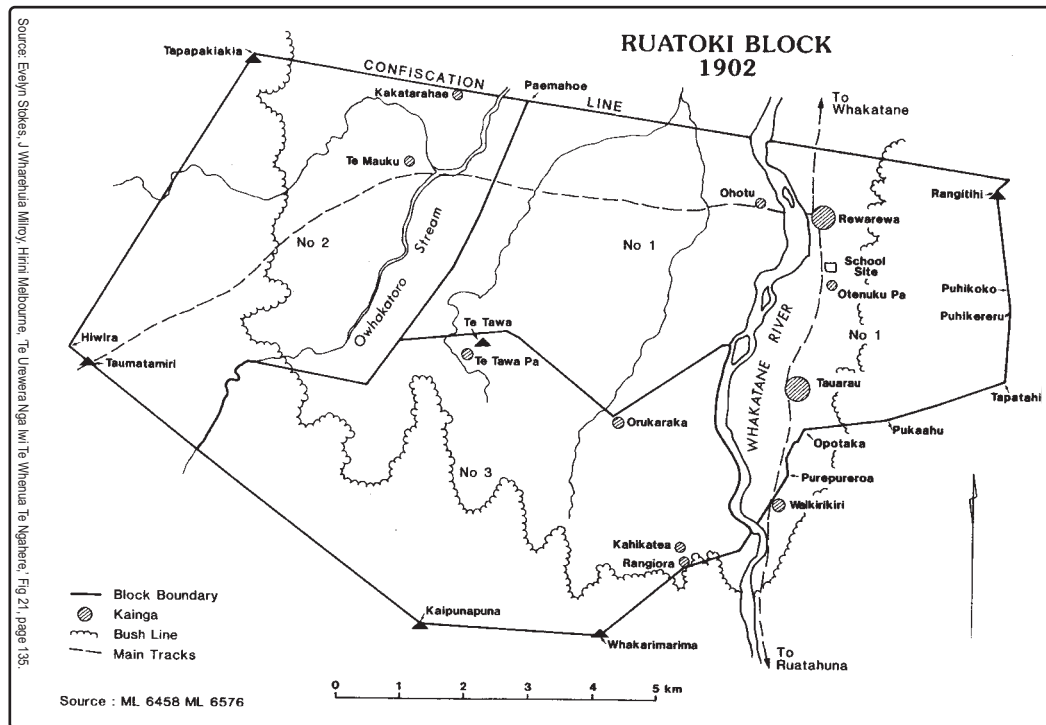 RUATOKI BLOCK
1902
Tapapakiakia
CONFISCATION
LINE
Kakatarahae
Paemahoe
To
Whakatane
Te Mauku
Ohotu
Rangitihi
Rewarewa
No 2
Owhakatoro Stream
No 1
School
Site
Otenuku Pa
Puhikoko
Puhikereru
No 1
WHAKATANE RIVER
Hiwira
Taumatamiri
Te Tawa
Te Tawa Pa
Tauarau
Tapatahi
Orukaraka
Pukaahu
Opotaka
No 3
Purepureroa
Waikirikiri
Kahikatea
Rangiora
Kaipunapuna
Whakarimarima
To
Ruatahuna
Block Boundary
Kainga
Bush Line
Main Tracks
0 1 2 3 4 5 km
Source : ML 6458 ML 6576
Source: Evelyn Stokes, J Wharehuia Milroy, Hirini Melbourne, 'Te Urewera Nga Iwi Te Whenua Te Ngahere,' Fig 21, page 135.